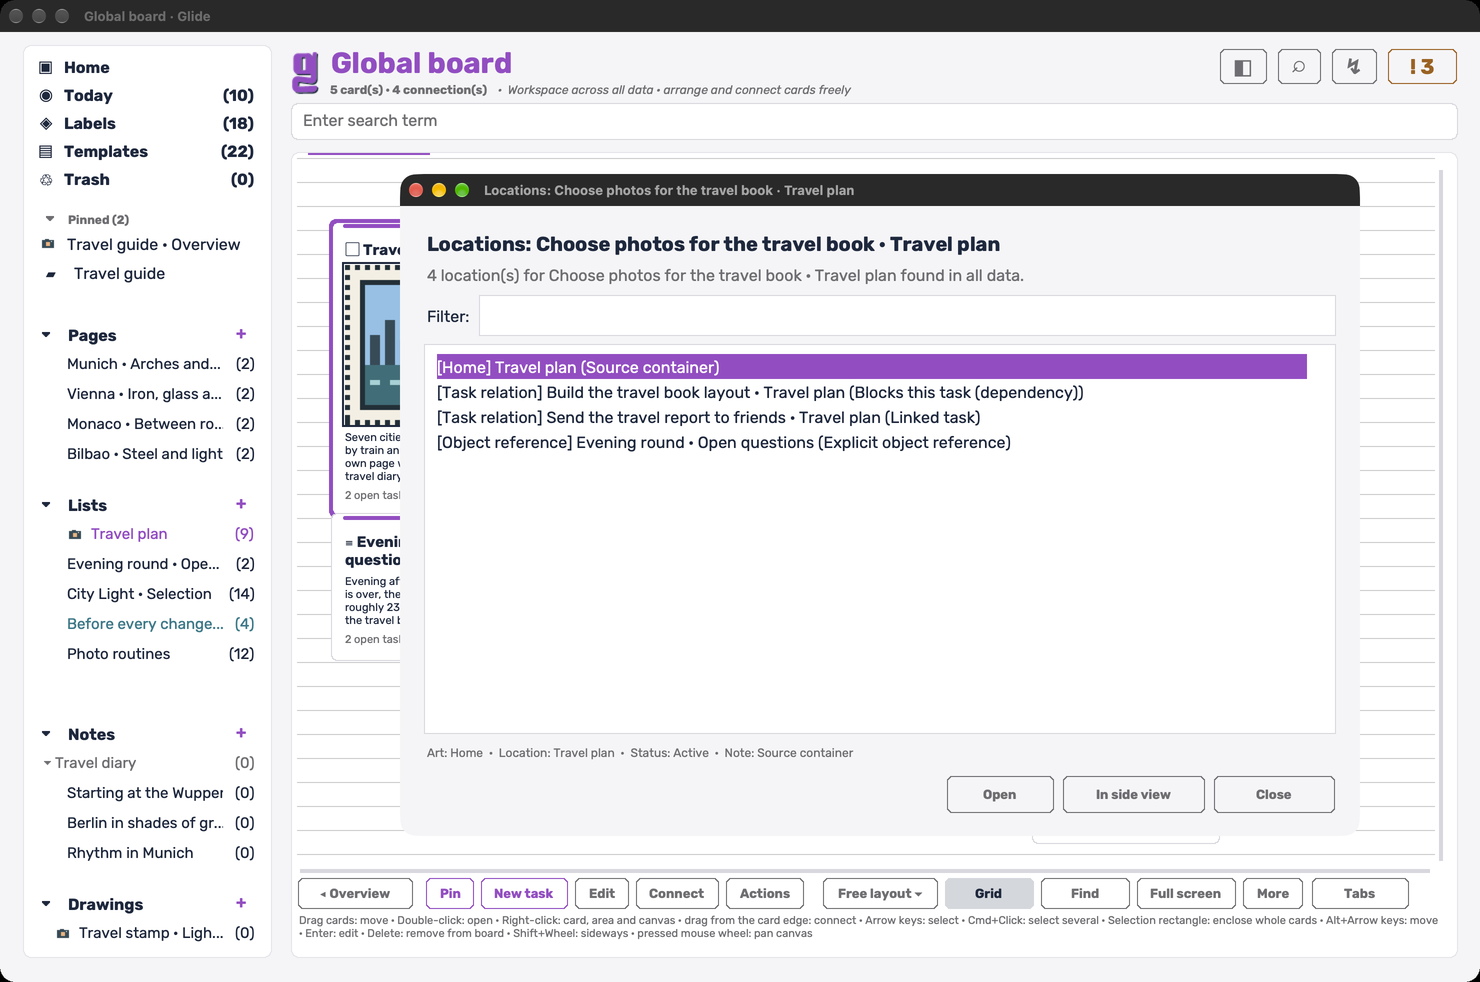 Global board · Glide
Home
Today (10)
Labels (18)
Templates (22)
Trash (0)
Pinned (2)
Travel guide • Overview
Travel guide
Pages +
Munich • Arches and... (2)
Vienna • Iron, glass a... (2)
Monaco • Between ro... (2)
Bilbao • Steel and light (2)
Lists +
Travel plan (9)
Evening round • Ope... (2)
City Light • Selection (14)
Before every change... (4)
Photo routines (12)
Notes +
Travel diary (0)
Starting at the Wupper (0)
Berlin in shades of gr... (0)
Rhythm in Munich (0)
Drawings +
Travel stamp • Ligh... (0)
g Global board
5 card(s) • 4 connection(s) • Workspace across all data • arrange and connect cards freely
! 3
Enter search term
Seven citie
by train an
own page
travel diary
2 open tas
Evenin
questio
Evening af
is over, the
roughly 23
the travel b
2 open tas
Locations: Choose photos for the travel book · Travel plan
Locations: Choose photos for the travel book • Travel plan
4 location(s) for Choose photos for the travel book • Travel plan found in all data.
Filter:
[Home] Travel plan (Source container)
[Task relation] Build the travel book layout • Travel plan (Blocks this task (dependency))
[Task relation] Send the travel report to friends • Travel plan (Linked task)
[Object reference] Evening round • Open questions (Explicit object reference)
Art: Home • Location: Travel plan • Status: Active • Note: Source container
Open In side view Close
◂ Overview Pin New task Edit Connect Actions Free layout Grid Find Full screen More Tabs
Drag cards: move • Double-click: open • Right-click: card, area and canvas • drag from the card edge: connect • Arrow keys: select • Cmd+Click: select several • Selection rectangle: enclose whole cards • Alt+Arrow keys: move
• Enter: edit • Delete: remove from board • Shift+Wheel: sideways • pressed mouse wheel: pan canvas